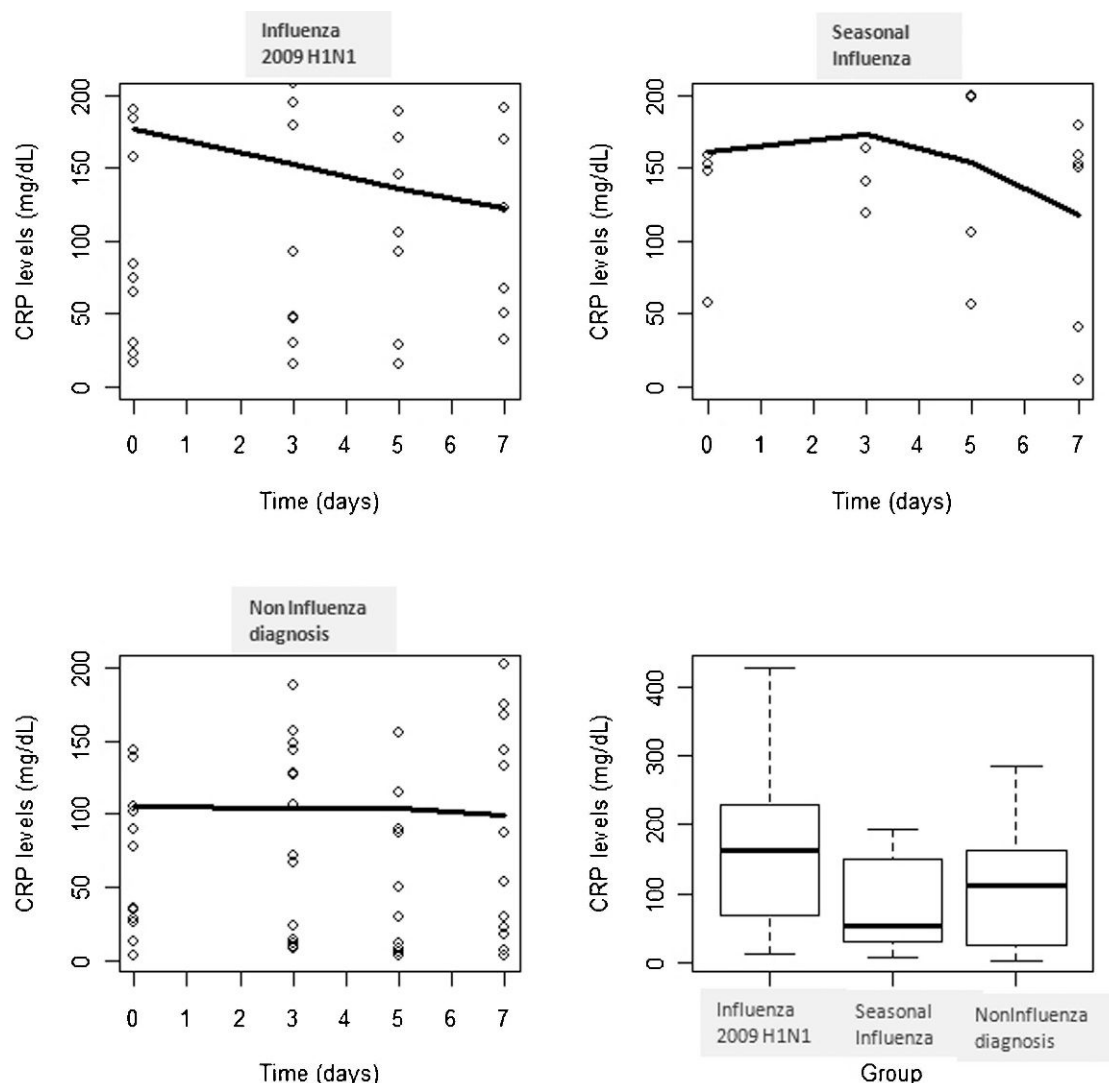 Influenza
2009 H1N1
CRP levels (mg/dL)
200
150
100
50
0
0 1 2 3 4 5 6 7
Time (days)
Seasonal
Influenza
CRP levels (mg/dL)
200
150
100
50
0
0 1 2 3 4 5 6 7
Time (days)
Non Influenza
diagnosis
CRP levels (mg/dL)
200
150
100
50
0
0 1 2 3 4 5 6 7
Time (days)
CRP levels (mg/dL)
400
300
200
100
0
Influenza
2009 H1N1
Seasonal
Influenza
NonInfluenza
diagnosis
Group